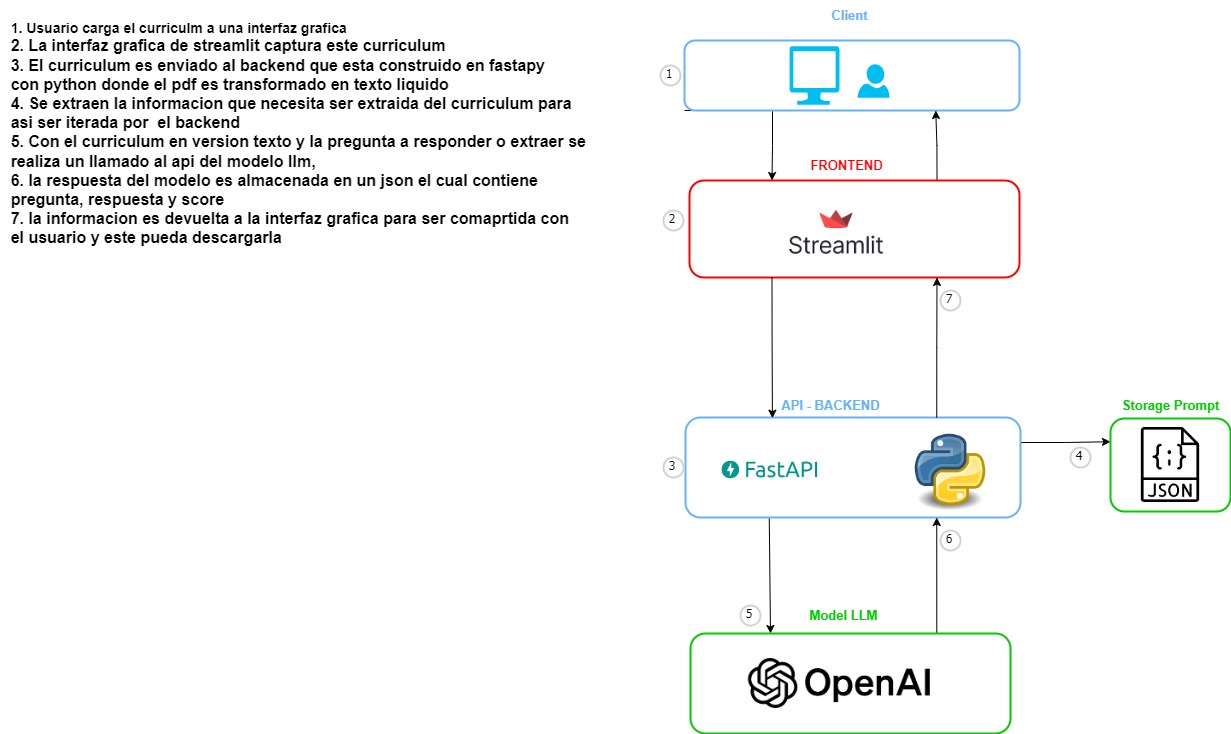 1. Usuario carga el curriculm a una interfaz grafica
2. La interfaz grafica de streamlit captura este curriculum
3. El curriculum es enviado al backend que esta construido en fastapy
con python donde el pdf es transformado en texto liquido
4. Se extraen la informacion que necesita ser extraida del curriculum para
asi ser iterada por  el backend
5. Con el curriculum en version texto y la pregunta a responder o extraer se
realiza un llamado al api del modelo llm,
6. la respuesta del modelo es almacenada en un json el cual contiene
pregunta, respuesta y score
7. la informacion es devuelta a la interfaz grafica para ser comaprtida con
el usuario y este pueda descargarla
Client
1
FRONTEND
2
Streamlit
7
API - BACKEND
Storage Prompt
3
FastAPI
4
{;}
JSON
6
5
Model LLM
OpenAI